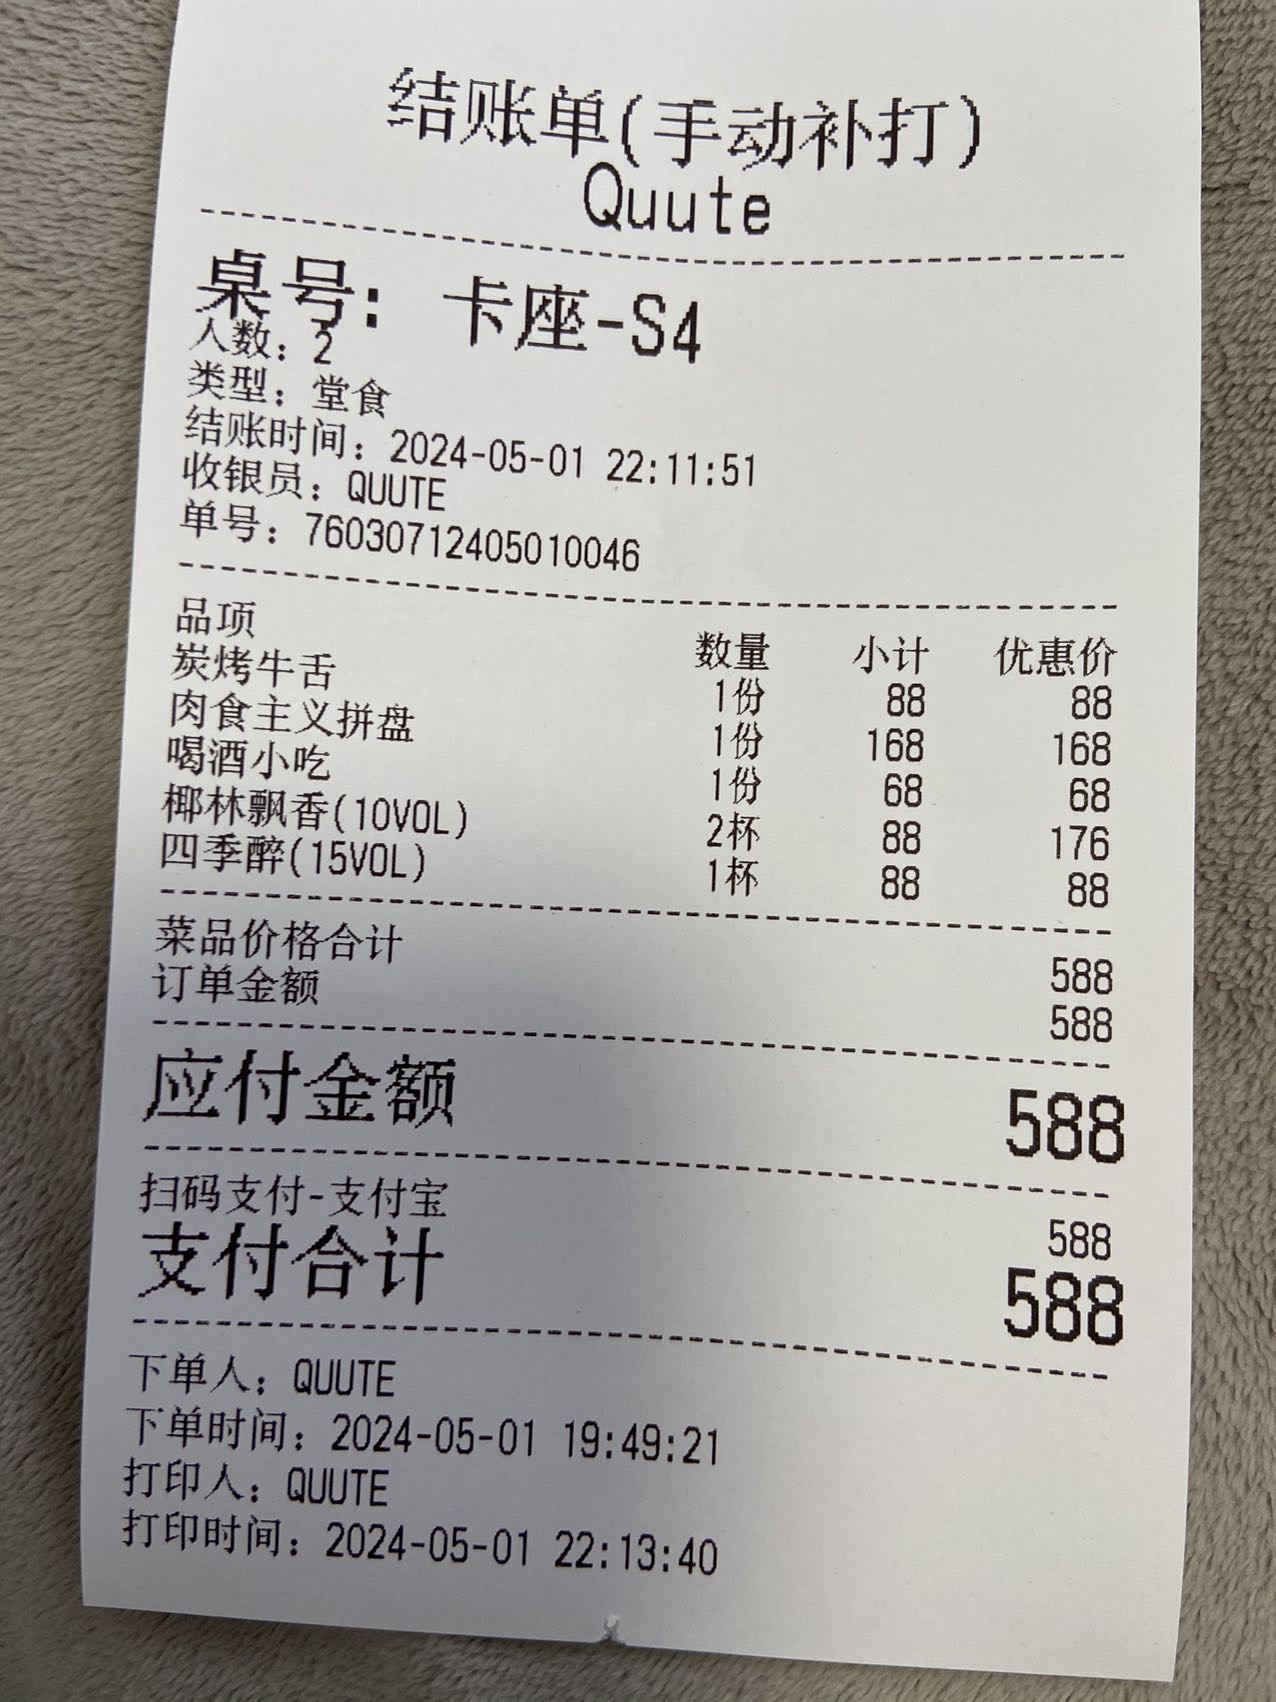 结账单(手动补打)
Quute
桌号: 卡座-S4
人数: 2
类型: 堂食
结账时间: 2024-05-01 22:11:51
收银员: QUUTE
单号: 76030712405010046
品项 数量 小计 优惠价
炭烤牛舌 1份 88 88
肉食主义拼盘 1份 168 168
喝酒小吃 1份 68 68
椰林飘香(10VOL) 2杯 88 176
四季醉(15VOL) 1杯 88 88
菜品价格合计 588
订单金额 588
应付金额 588
扫码支付-支付宝 588
支付合计 588
下单人: QUUTE
下单时间: 2024-05-01 19:49:21
打印人: QUUTE
打印时间: 2024-05-01 22:13:40